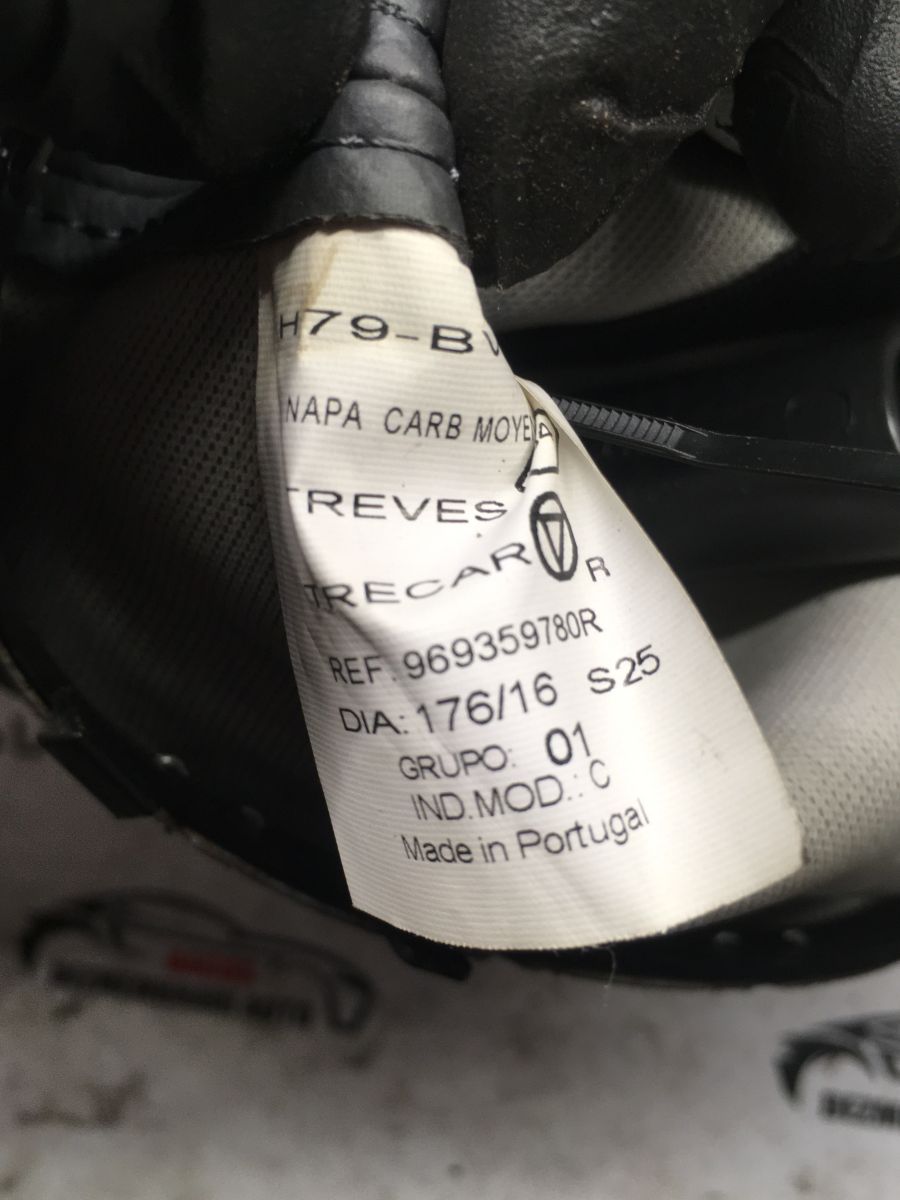 H79-BV
NAPA CARB MOYE
TREVES
TRECAR R
REF. 969359780R
DIA: 176/16 S25
GRUPO: 01
IND.MOD.: C
Made in Portugal